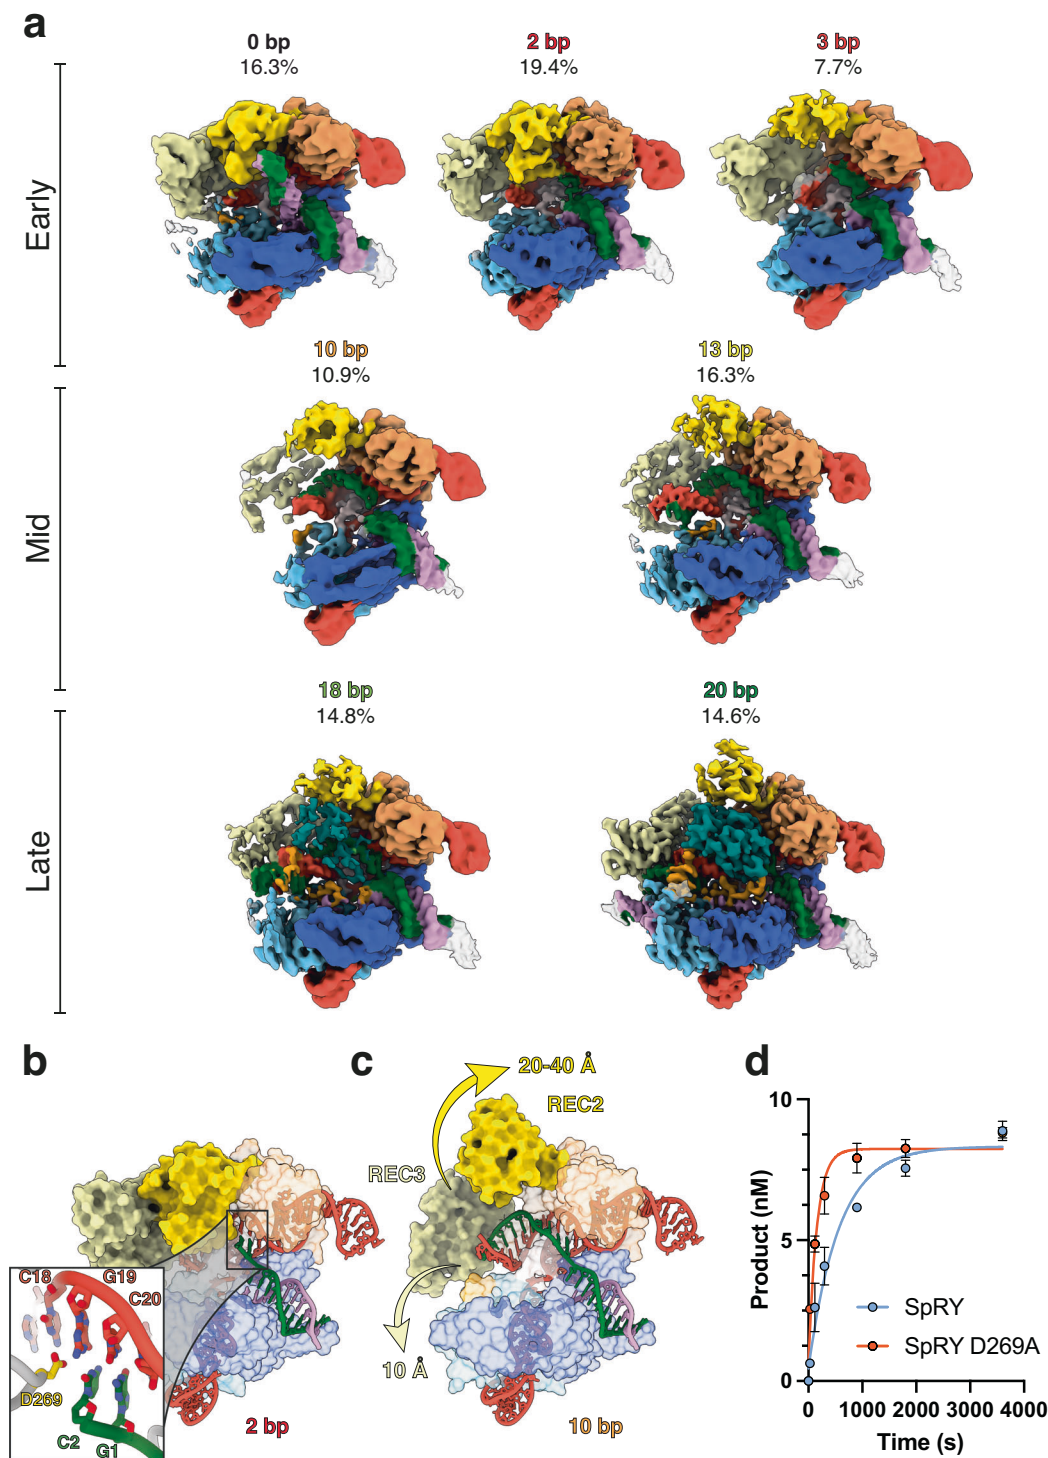 a
0 bp
2 bp
3 bp
16.3%
19.4%
7.7%
Early
10 bp
13 bp
10.9%
16.3%
Mid
18 bp
20 bp
14.8%
14.6%
Late
b
c
d
20-40 Å
REC2
REC3
10 Å
C18
G19
C20
D269
C2
G1
2 bp
10 bp
10
5
0
Product (nM)
SpRY
SpRY D269A
0
1000
2000
3000
4000
Time (s)